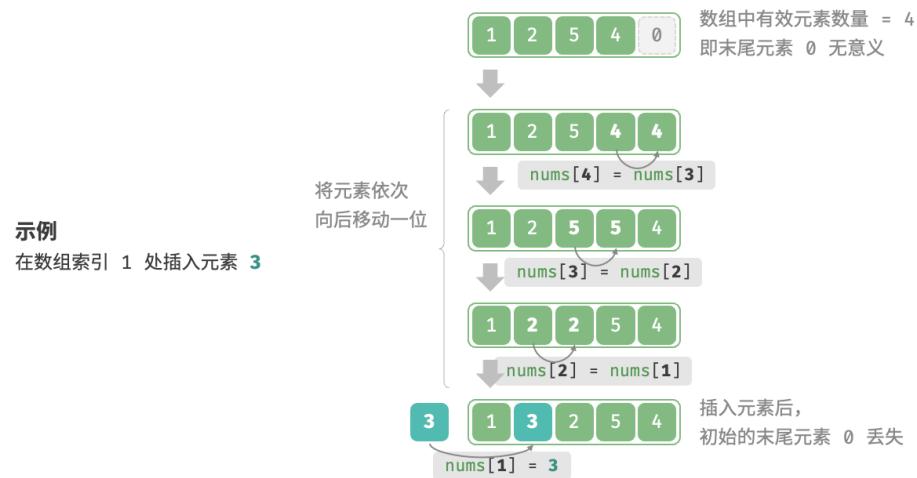 1 2 5 4 0
数组中有效元素数量 = 4
即末尾元素 0 无意义
1 2 5 4 4
nums[4] = nums[3]
将元素依次
向后移动一位
1 2 5 5 4
nums[3] = nums[2]
示例
在数组索引 1 处插入元素 3
1 2 2 5 4
nums[2] = nums[1]
3 1 3 2 5 4
插入元素后,
初始的末尾元素 0 丢失
nums[1] = 3